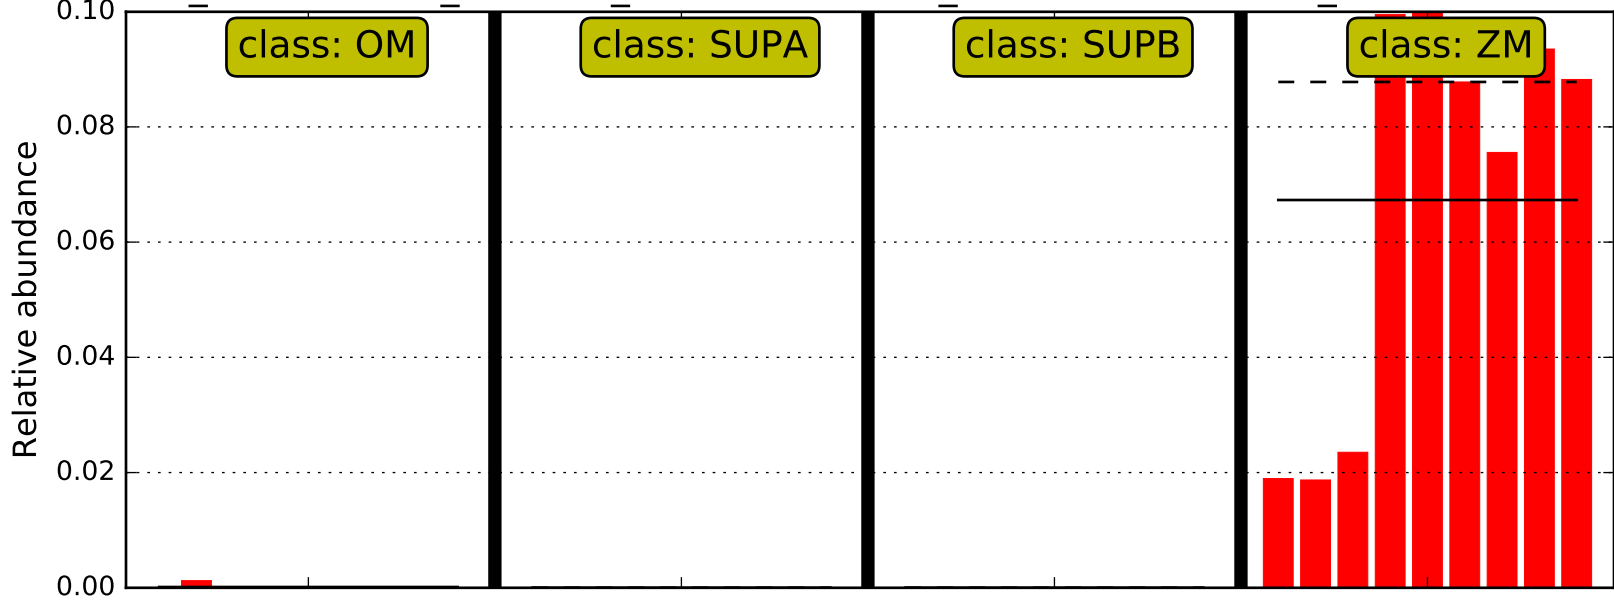 0.10
class: OM
class: SUPA
class: SUPB
class: ZM
0.08
0.06
0.04
0.02
0.00
Relative abundance